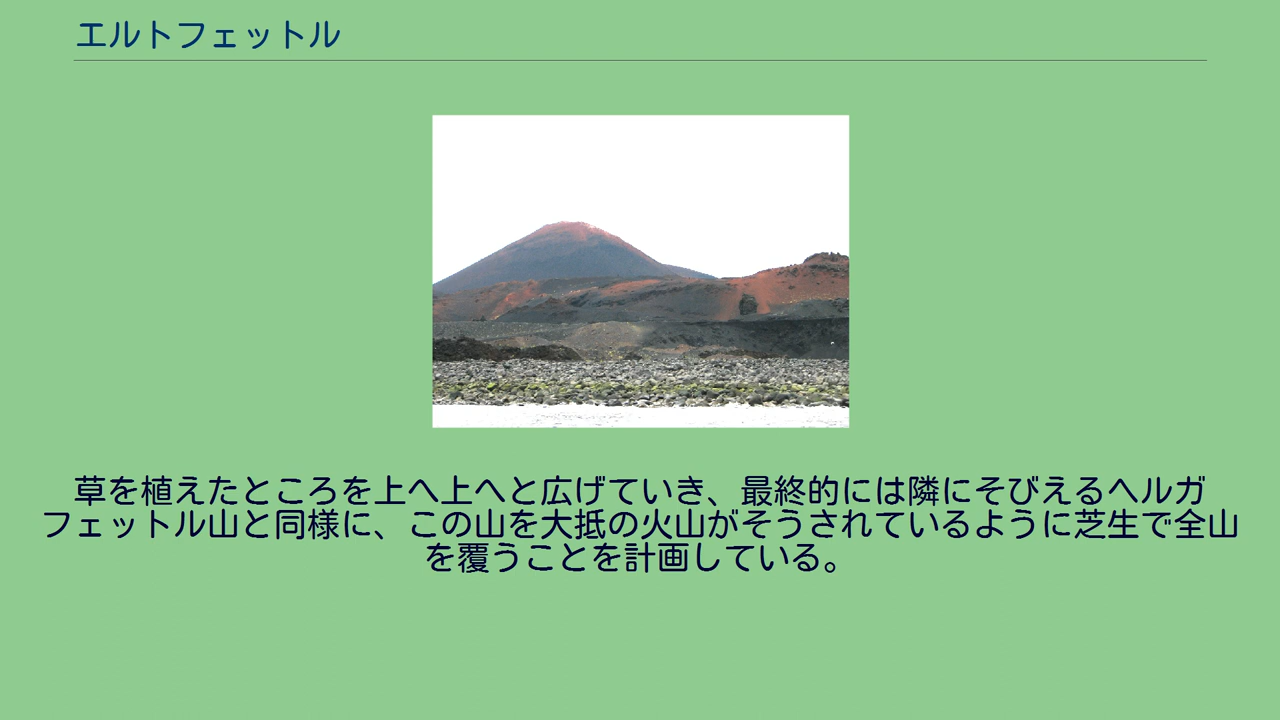 エルトフェットル
草を植えたところを上へ上へと広げていき、最終的には隣にそびえるヘルガ
フェットル山と同様に、この山を大抵の火山がそうされているように芝生で全山
を覆うことを計画している。